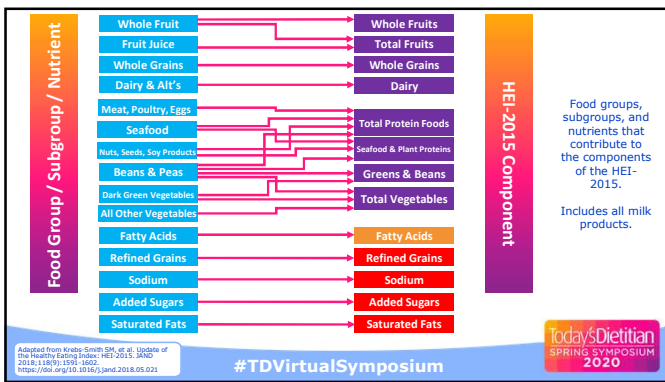 Food Group / Subgroup / Nutrient
Whole Fruit
Fruit Juice
Whole Grains
Dairy & Alt's
Meat, Poultry, Eggs
Seafood
Nuts, Seeds, Soy Products
Beans & Peas
Dark Green Vegetables
All Other Vegetables
Fatty Acids
Refined Grains
Sodium
Added Sugars
Saturated Fats
Whole Fruits
Total Fruits
Whole Grains
Dairy
Total Protein Foods
Seafood & Plant Proteins
Greens & Beans
Total Vegetables
Fatty Acids
Refined Grains
Sodium
Added Sugars
Saturated Fats
HEI-2015 Component
Food groups,
subgroups, and
nutrients that
contribute to
the components
of the HEI-
2015.
Includes all milk
products.
Adapted from Krebs-Smith SM, et al. Update of
the Healthy Eating Index: HEI-2015. JAND
2018;118(9):1591-1602.
https://doi.org/10.1016/j.jand.2018.05.021
#TDVirtualSymposium
Today'sDietitian
SPRING SYMPOSIUM
2020